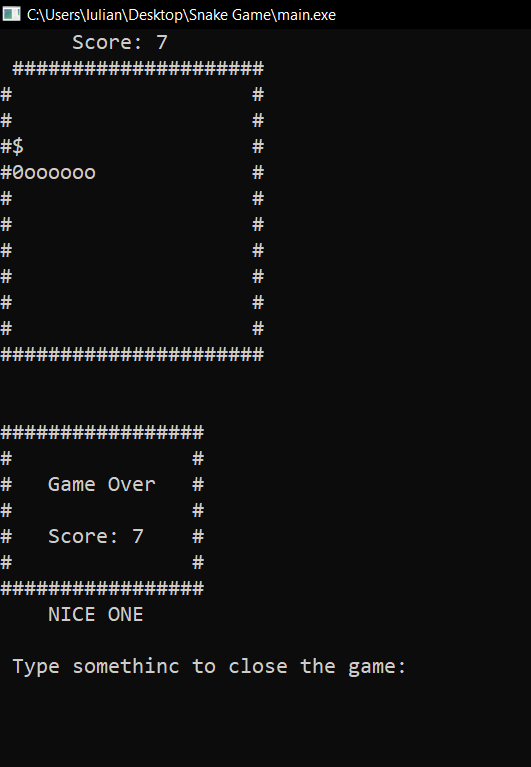 C:\Users\Iulian\Desktop\Snake Game\main.exe
      Score: 7
 #####################
#                    #
#                    #
#$                   #
#0oooooo             #
#                    #
#                    #
#                    #
#                    #
#                    #
#                    #
######################
#################
#               #
#   Game Over   #
#               #
#   Score: 7    #
#               #
#################
    NICE ONE
 Type somethinc to close the game: